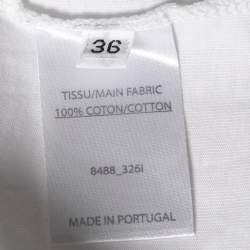 36
TISSU/MAIN FABRIC
100% COTON/COTTON
8488_326I
MADE IN PORTUGAL